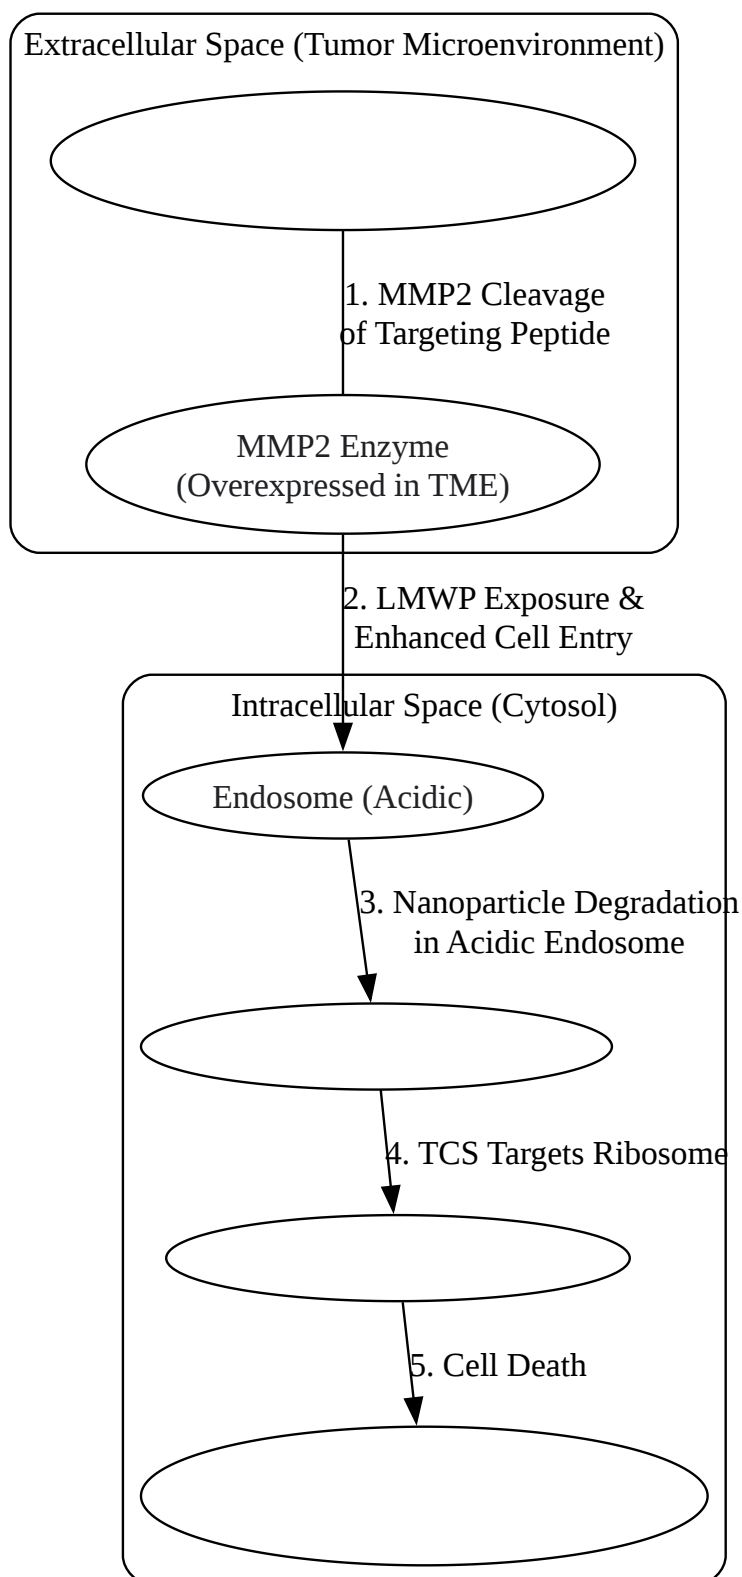 Extracellular Space (Tumor Microenvironment)
1. MMP2 Cleavage
of Targeting Peptide
MMP2 Enzyme
(Overexpressed in TME)
2. LMWP Exposure &
Enhanced Cell Entry
Intracellular Space (Cytosol)
Endosome (Acidic)
3. Nanoparticle Degradation
in Acidic Endosome
4. TCS Targets Ribosome
5. Cell Death